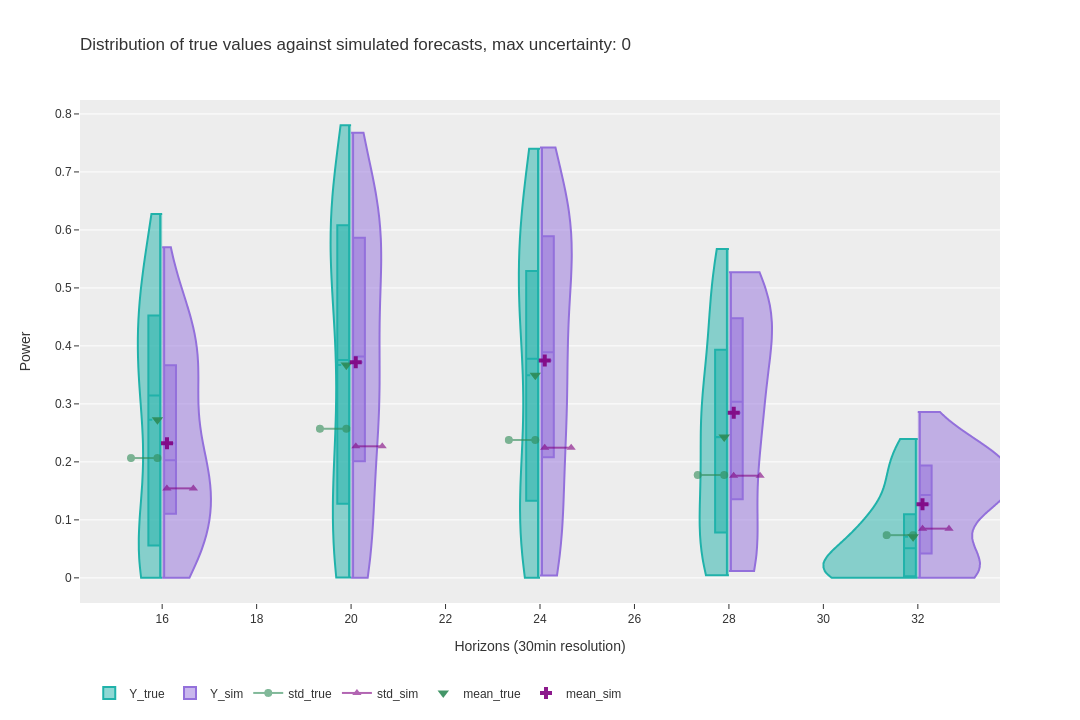 Distribution of true values against simulated forecasts, max uncertainty: 0
0.8
0.7
0.6
0.5
0.4
0.3
0.2
0.1
0
Power
16 18 20 22 24 26 28 30 32
Horizons (30min resolution)
Y_true Y_sim std_true std_sim mean_true mean_sim